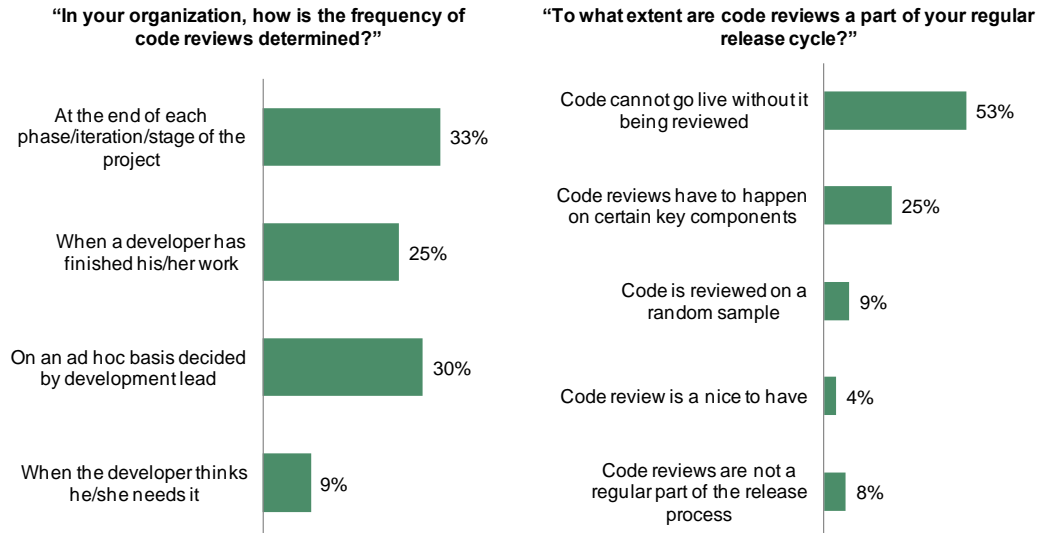 “In your organization, how is the frequency of
code reviews determined?”
At the end of each
phase/iteration/stage of the
project
33%
When a developer has
finished his/her work
25%
On an ad hoc basis decided
by development lead
30%
When the developer thinks
he/she needs it
9%
“To what extent are code reviews a part of your regular
release cycle?”
Code cannot go live without it
being reviewed
53%
Code reviews have to happen
on certain key components
25%
Code is reviewed on a
random sample
9%
Code review is a nice to have
4%
Code reviews are not a
regular part of the release
process
8%